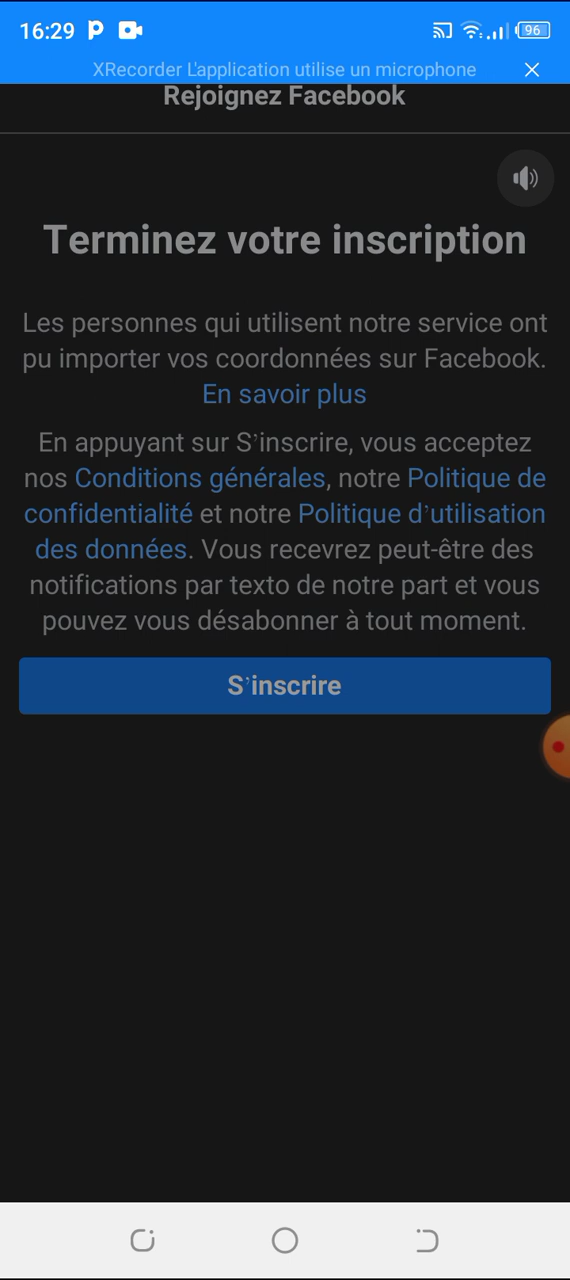 16:29
96
XRecorder L'application utilise un microphone
Rejoignez Facebook
Terminez votre inscription
Les personnes qui utilisent notre service ont
pu importer vos coordonnées sur Facebook.
En savoir plus
En appuyant sur S’inscrire, vous acceptez
nos Conditions générales, notre Politique de
confidentialité et notre Politique d’utilisation
des données. Vous recevrez peut-être des
notifications par texto de notre part et vous
pouvez vous désabonner à tout moment.
S’inscrire